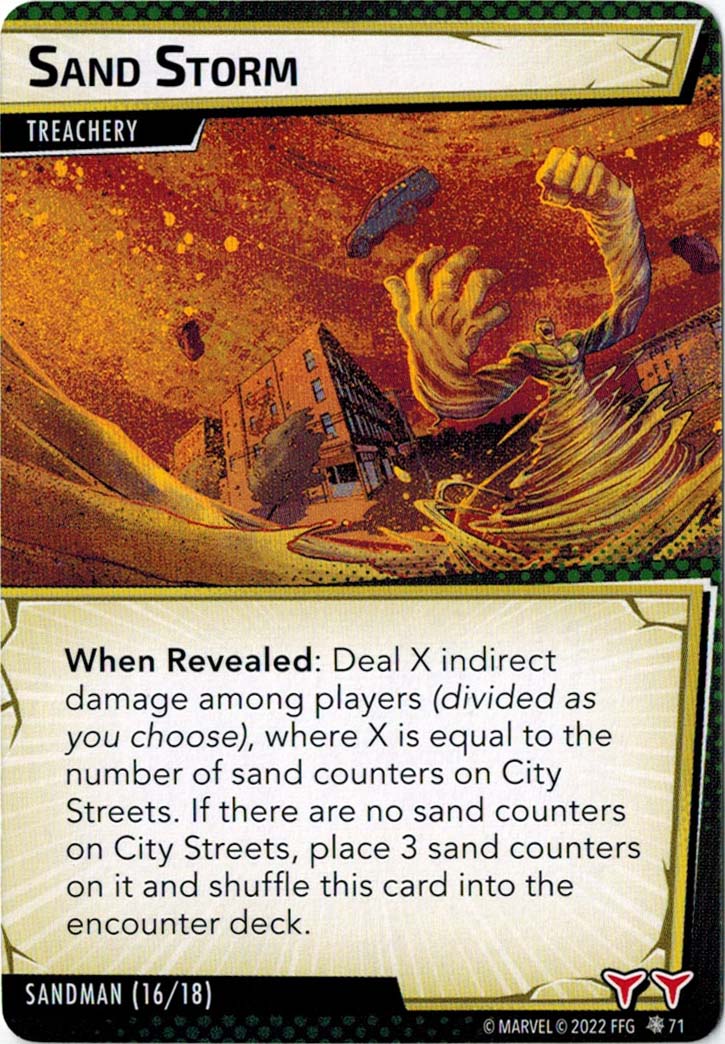 SAND STORM
TREACHERY
When Revealed: Deal X indirect
damage among players (divided as
you choose), where X is equal to the
number of sand counters on City
Streets. If there are no sand counters
on City Streets, place 3 sand counters
on it and shuffle this card into the
encounter deck.
SANDMAN (16/18)
© MARVEL © 2022 FFG 71